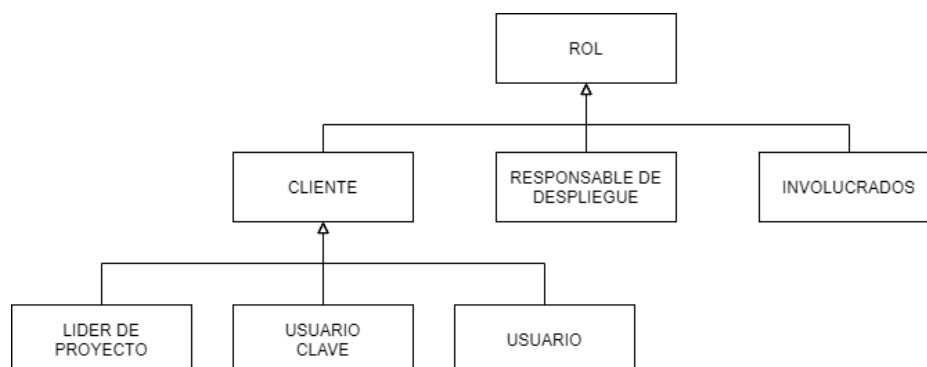 ROL
CLIENTE
RESPONSABLE DE
DESPLIEGUE
INVOLUCRADOS
LIDER DE
PROYECTO
USUARIO
CLAVE
USUARIO